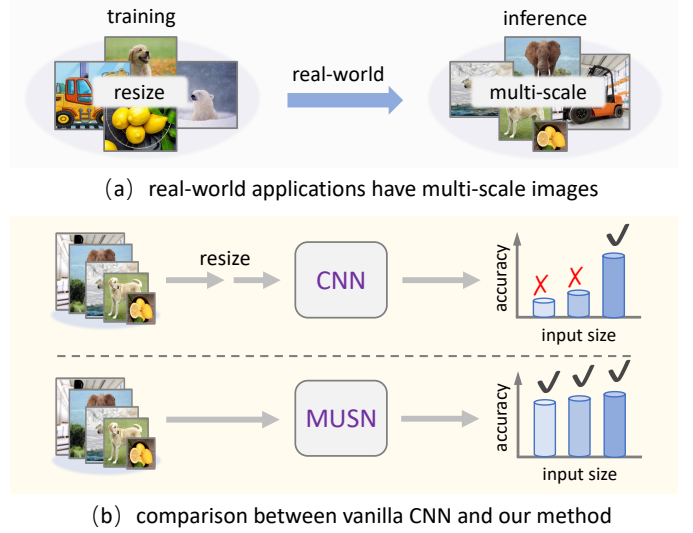 training
inference
resize
real-world
multi-scale
(a) real-world applications have multi-scale images
resize
CNN
accuracy
input size
MUSN
accuracy
input size
(b) comparison between vanilla CNN and our method